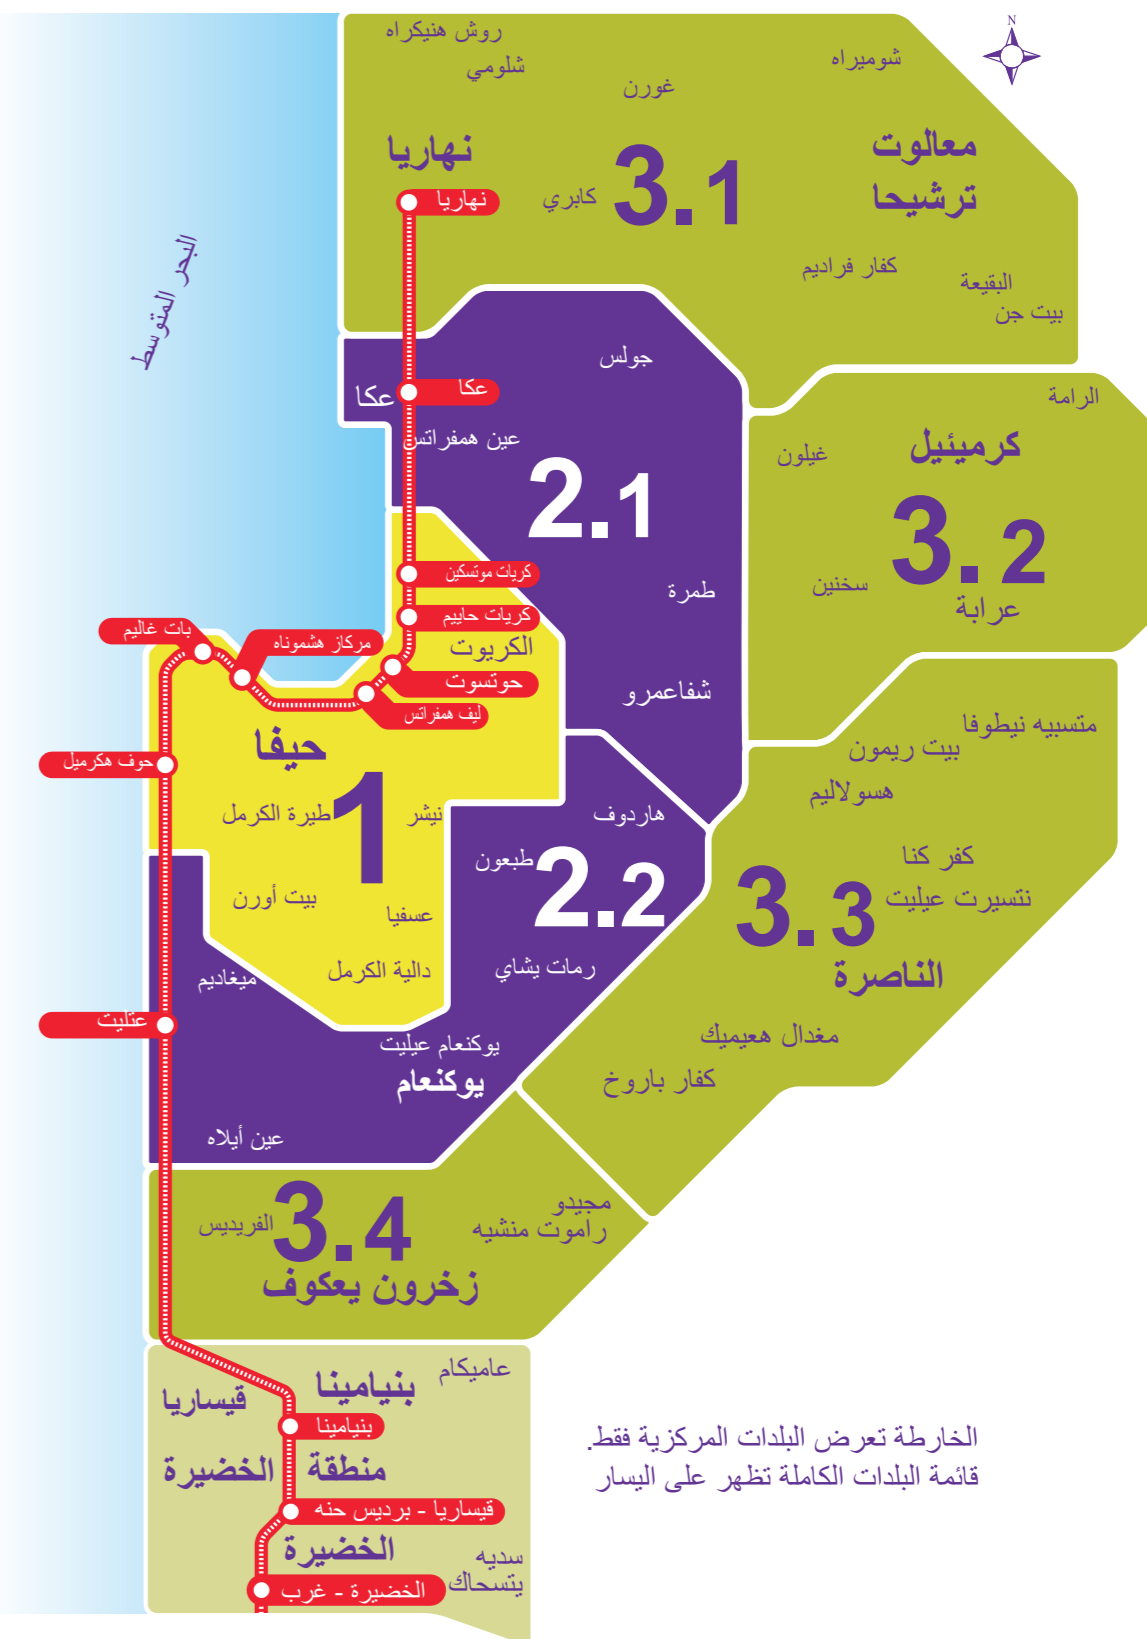 N
روش هنيكراه
شلومي
غورن
شوميراه
نهاريا
معالوت
ترشيحا
3.1
كابري
نهاريا
كفار فراديم
البقيعة
بيت جن
البحر المتوسط
جولس
عكا
عكا
عين همفراتس
2.1
طمرة
شفاعمرو
الرامة
كرميئيل
غيلون
3.2
سخنين
عرابة
كريات موتسكين
كريات حاييم
الكريوت
حوتسوت
ليف همفراتس
مركاز هشموناه
بات غاليم
حوف هكرميل
حيفا
1
نيشر
طيرة الكرمل
بيت أورن
عسفيا
دالية الكرمل
هاردوف
طبعون
2.2
رمات يشاي
ميغاديم
عتليت
يوكنعام عيليت
يوكنعام
عين أيلاه
متسبيه نيطوفا
بيت ريمون
هسولاليم
كفر كنا
3.3
نتسيرت عيليت
الناصرة
مغدال هعيميك
كفار باروخ
مجيدو
راموت منشيه
3.4
الفريديس
زخرون يعكوف
عاميكام
بنيامينا
قيساريا
بنيامينا
منطقة الخضيرة
قيساريا - برديس حنه
الخضيرة
سديه
يتسحاك
الخضيرة - غرب
الخارطة تعرض البلدات المركزية فقط.
قائمة البلدات الكاملة تظهر على اليسار